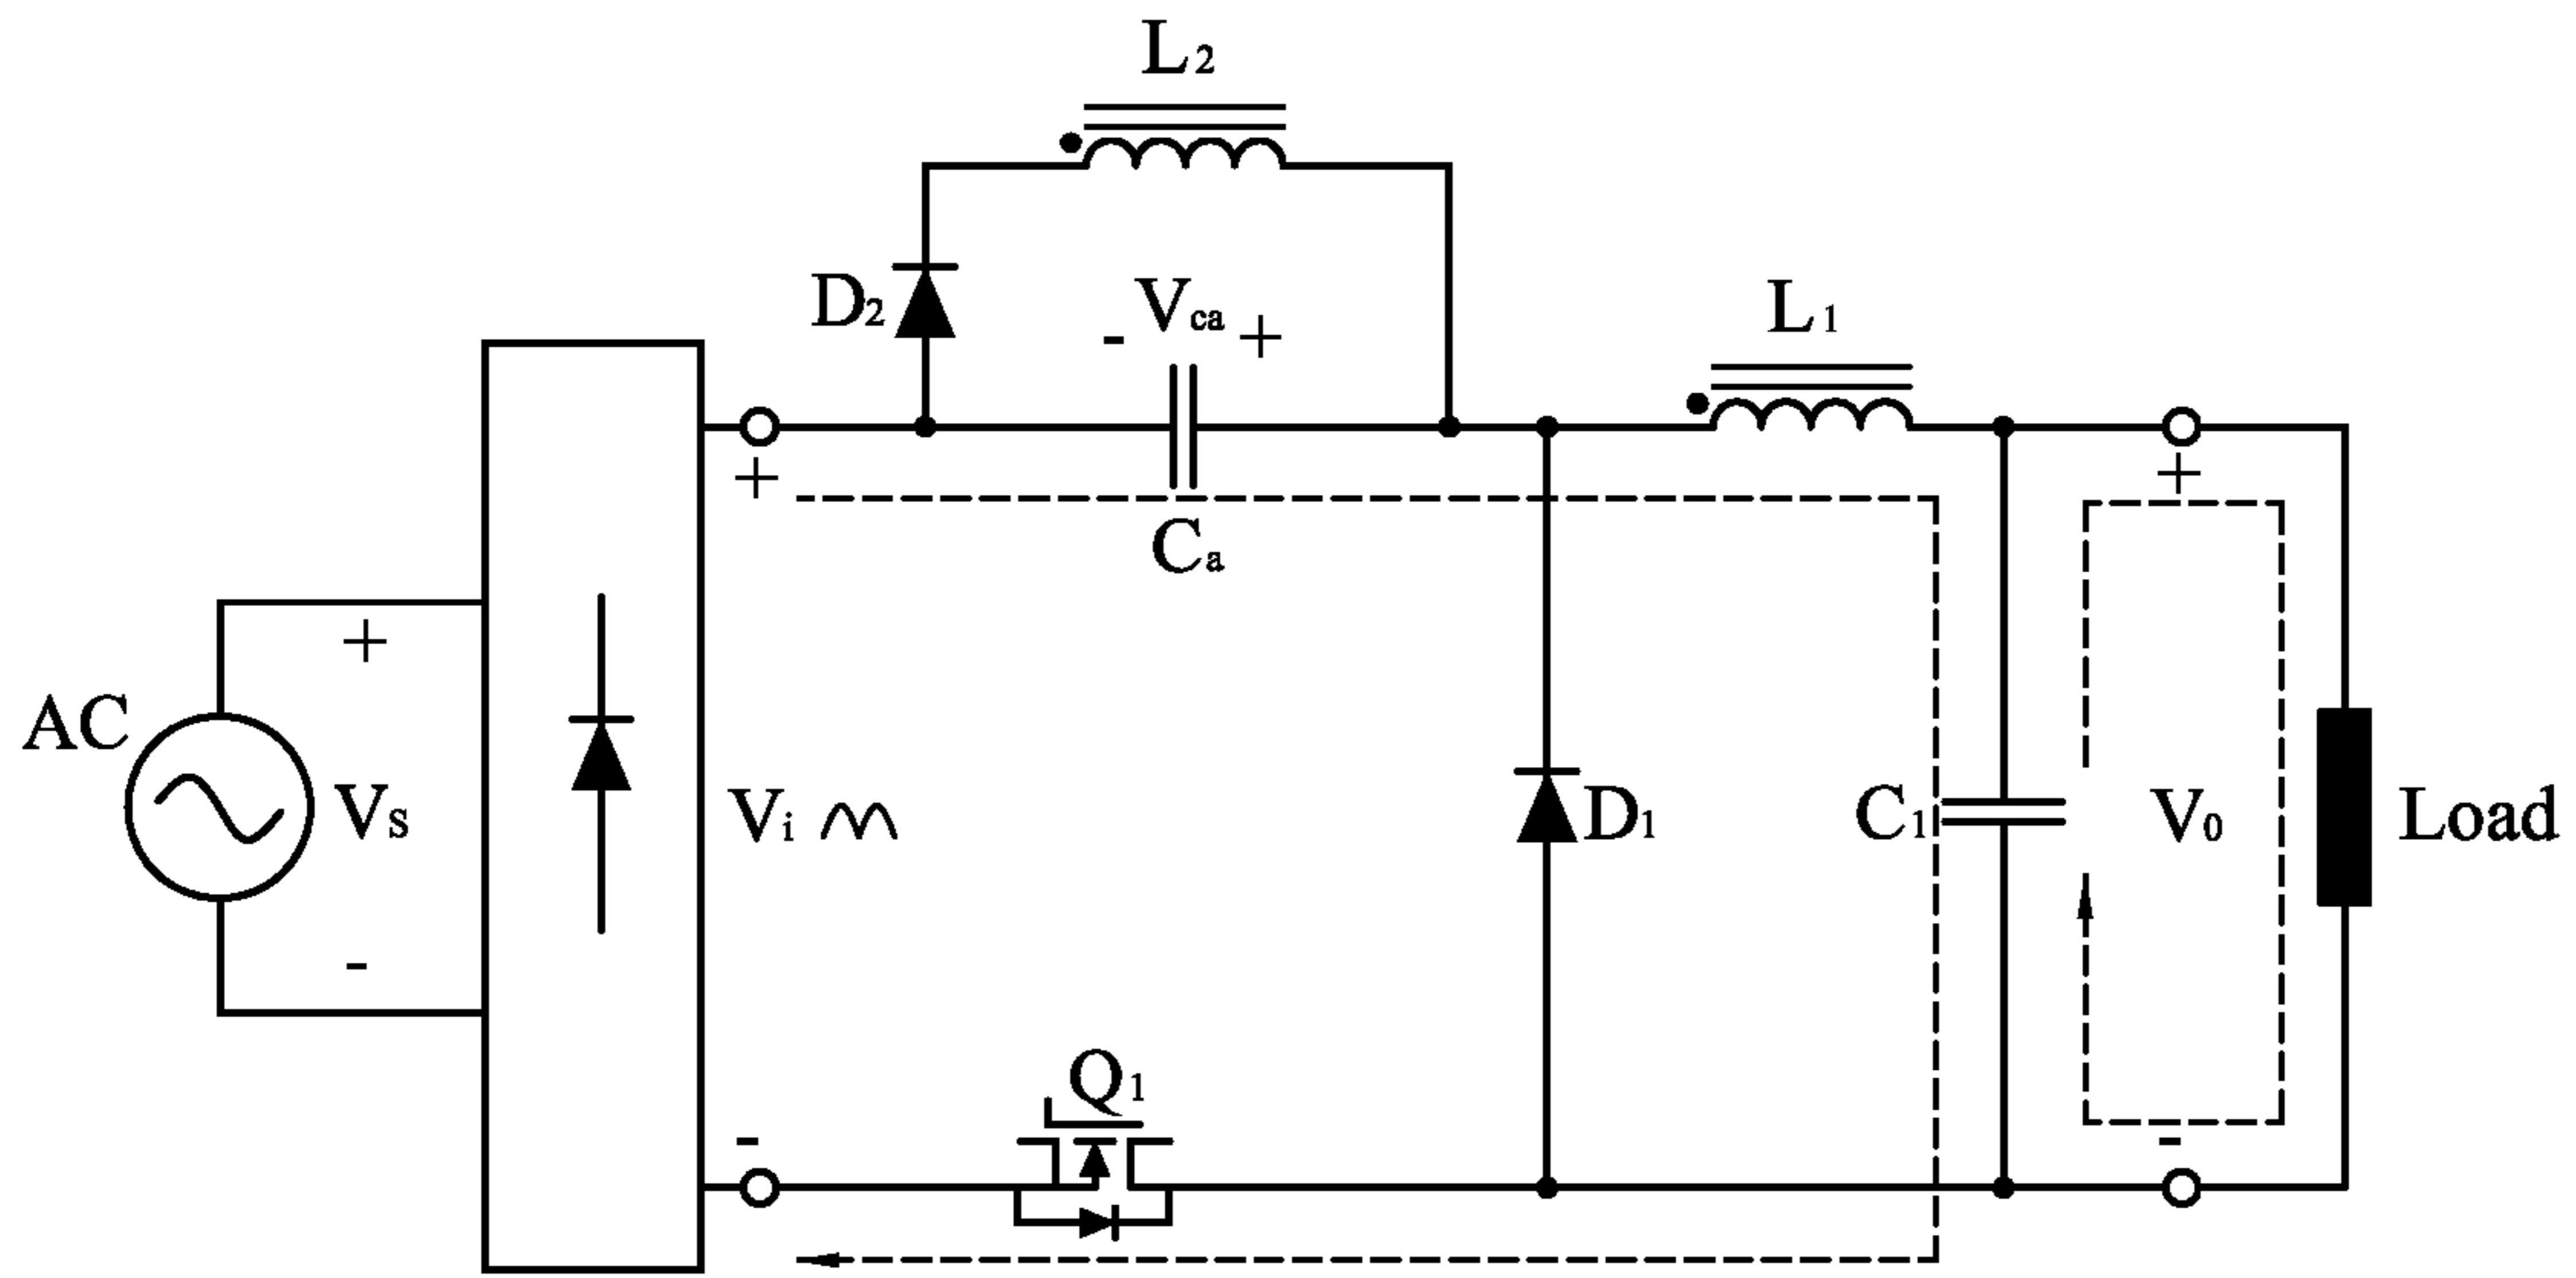 L2
D2
- Vca +
L1
+
+
Ca
+
AC
Vs
Vi
D1
C1
V0
Load
-
Q1
-
-